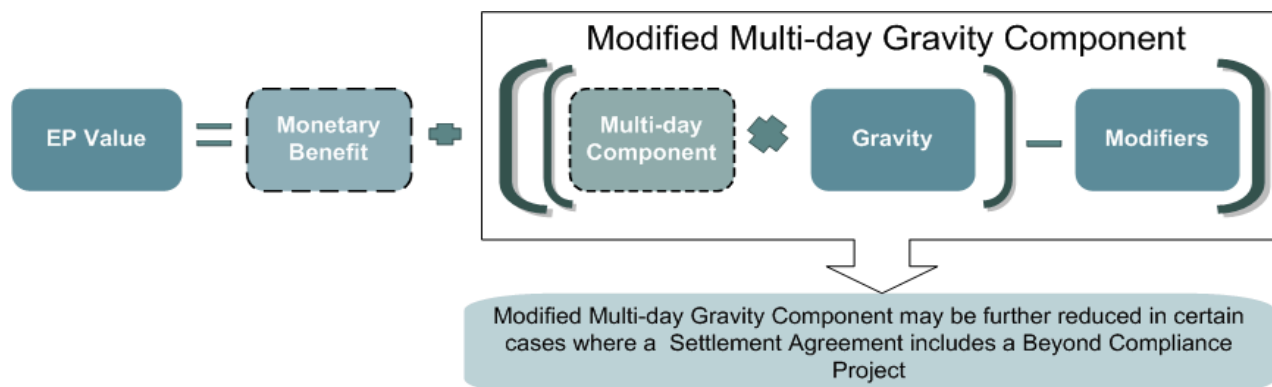 Modified Multi-day Gravity Component
EP Value
=
Monetary
Benefit
+
((
Multi-day
Component
×
Gravity
)
–
Modifiers
)
Modified Multi-day Gravity Component may be further reduced in certain
cases where a Settlement Agreement includes a Beyond Compliance
Project